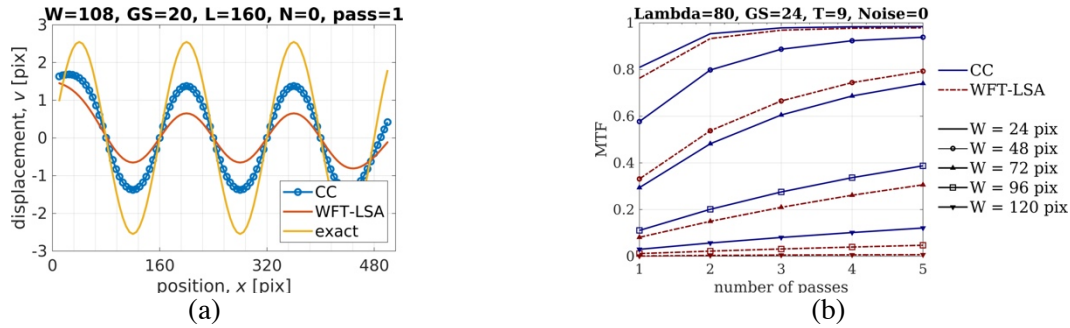 W=108, GS=20, L=160, N=0, pass=1
displacement, v [pix]
3
2
1
0
-1
-2
-3
CC
WFT-LSA
exact
0
160
320
480
position, x [pix]
(a)
Lambda=80, GS=24, T=9, Noise=0
MTF
1
0.8
0.6
0.4
0.2
0
1
2
3
4
5
number of passes
CC
WFT-LSA
W = 24 pix
W = 48 pix
W = 72 pix
W = 96 pix
W = 120 pix
(b)